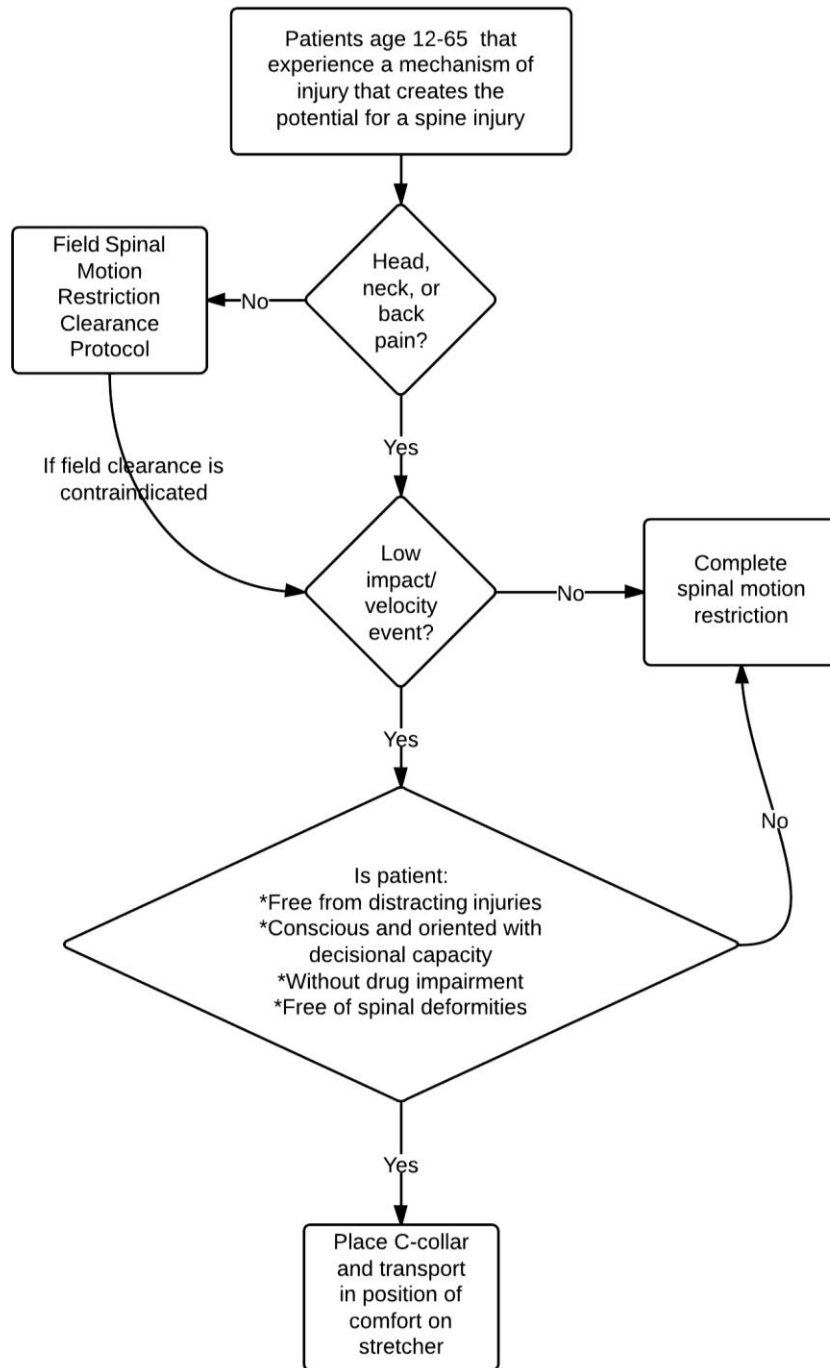 Patients age 12-65 that
experience a mechanism of
injury that creates the
potential for a spine injury
Head,
neck, or
back
pain?
No
Field Spinal
Motion
Restriction
Clearance
Protocol
Yes
If field clearance is
contraindicated
Low
impact/
velocity
event?
No
Complete
spinal motion
restriction
Yes
No
Is patient:
*Free from distracting injuries
*Conscious and oriented with
decisional capacity
*Without drug impairment
*Free of spinal deformities
Yes
Place C-collar
and transport
in position of
comfort on
stretcher